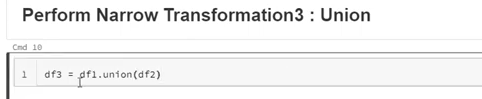 Perform Narrow Transformation3 : Union
Cmd 10
1 df3 = df1.union(df2)